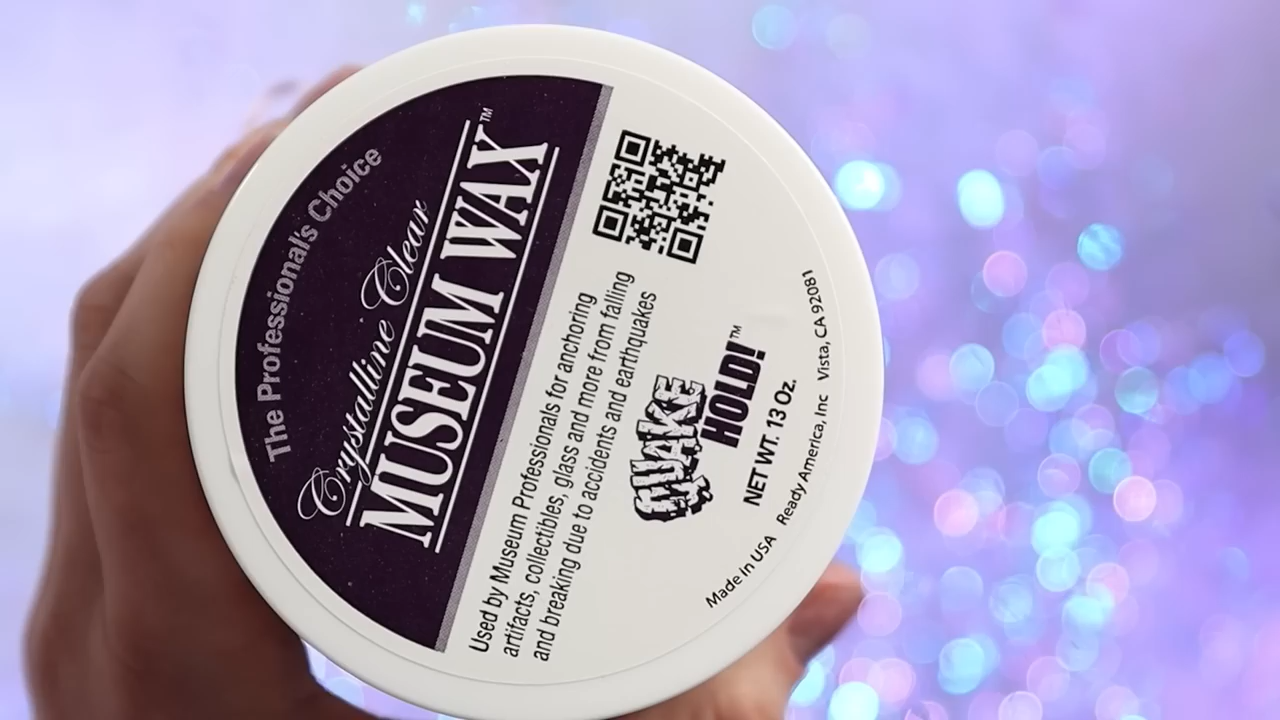 The Professional's Choice
Crystalline Clear
MUSEUM WAX™
Used by Museum Professionals for anchoring
artifacts, collectibles, glass and more from falling
and breaking due to accidents and earthquakes
QUAKE
HOLD!™
NET WT. 13 Oz.
Made in USA Ready America, Inc Vista, CA 92081